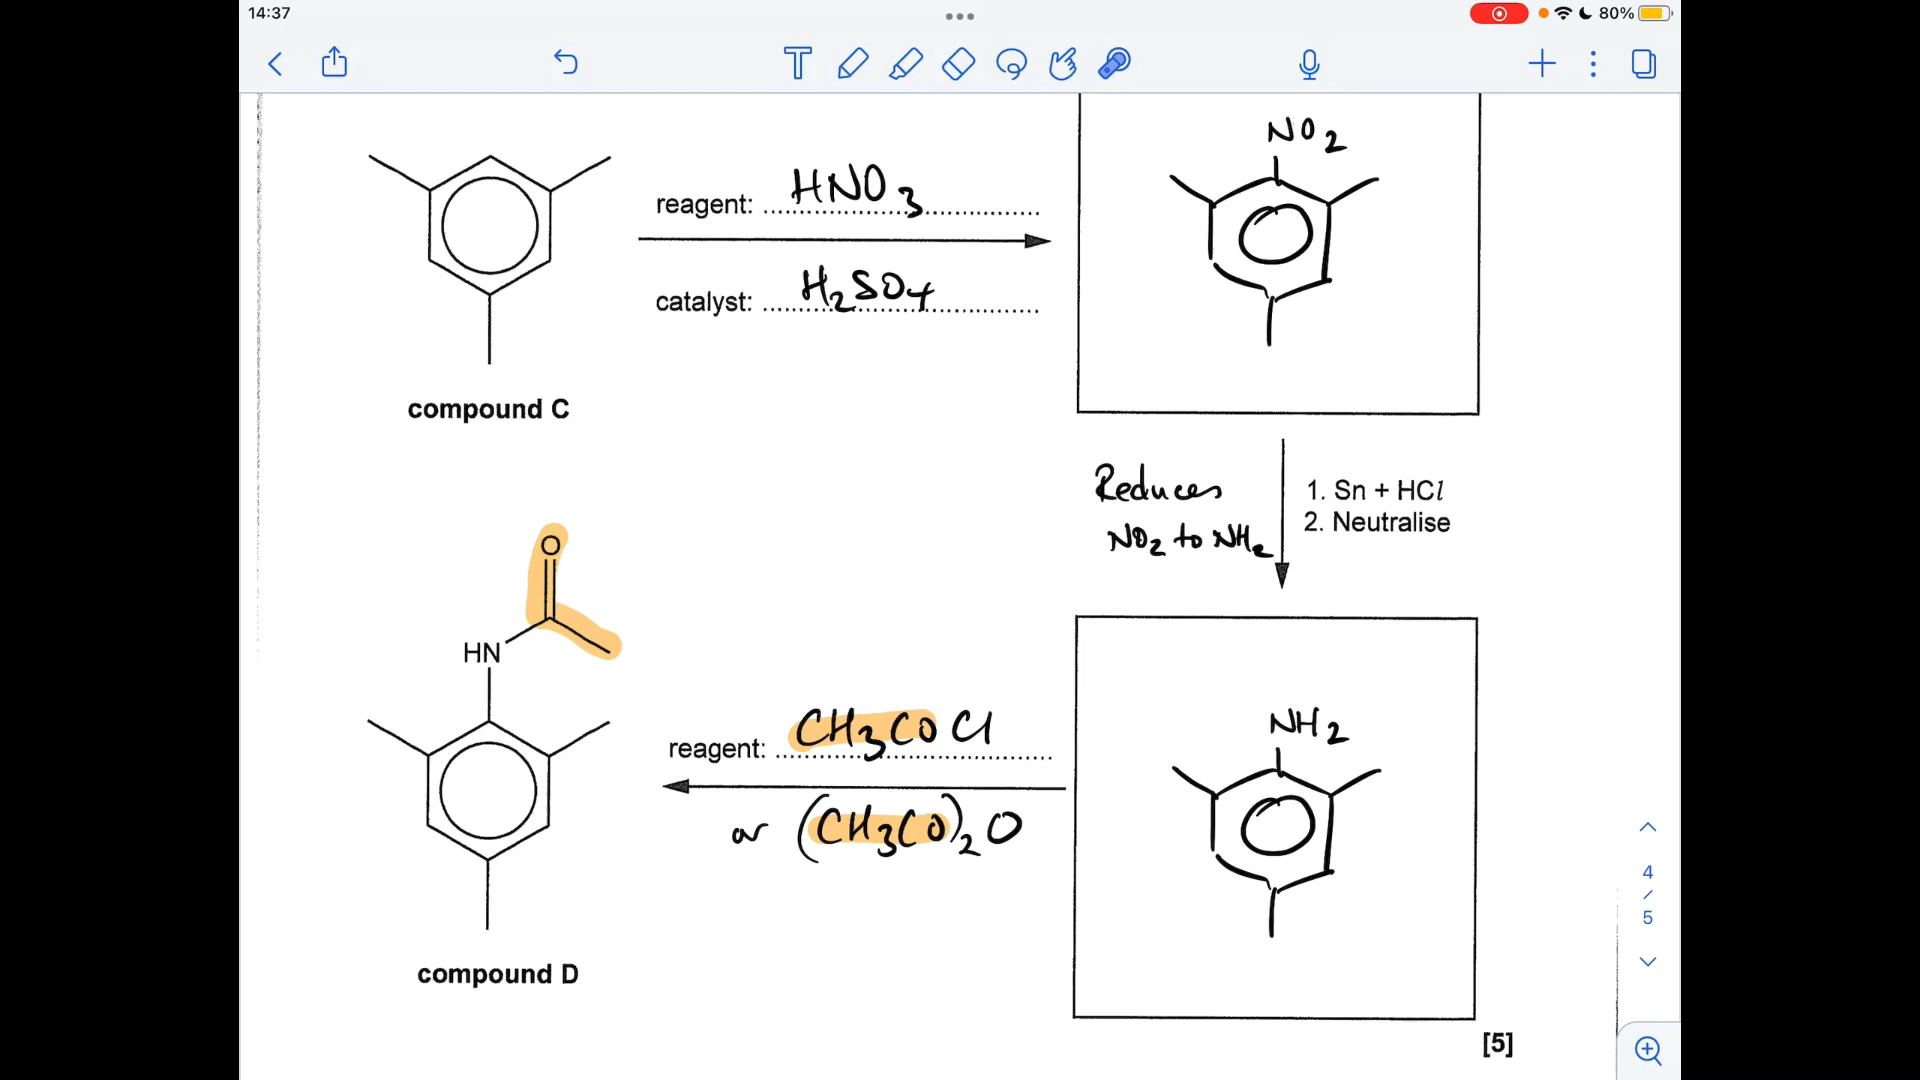 14:37
80%
NO2
HNO3
reagent:
catalyst: H2SO4
compound C
Reduces
NO2 to NH2
1. Sn + HCl
2. Neutralise
O
HN
NH2
reagent: CH3COCl
or (CH3CO)2O
4
/
5
compound D
[5]